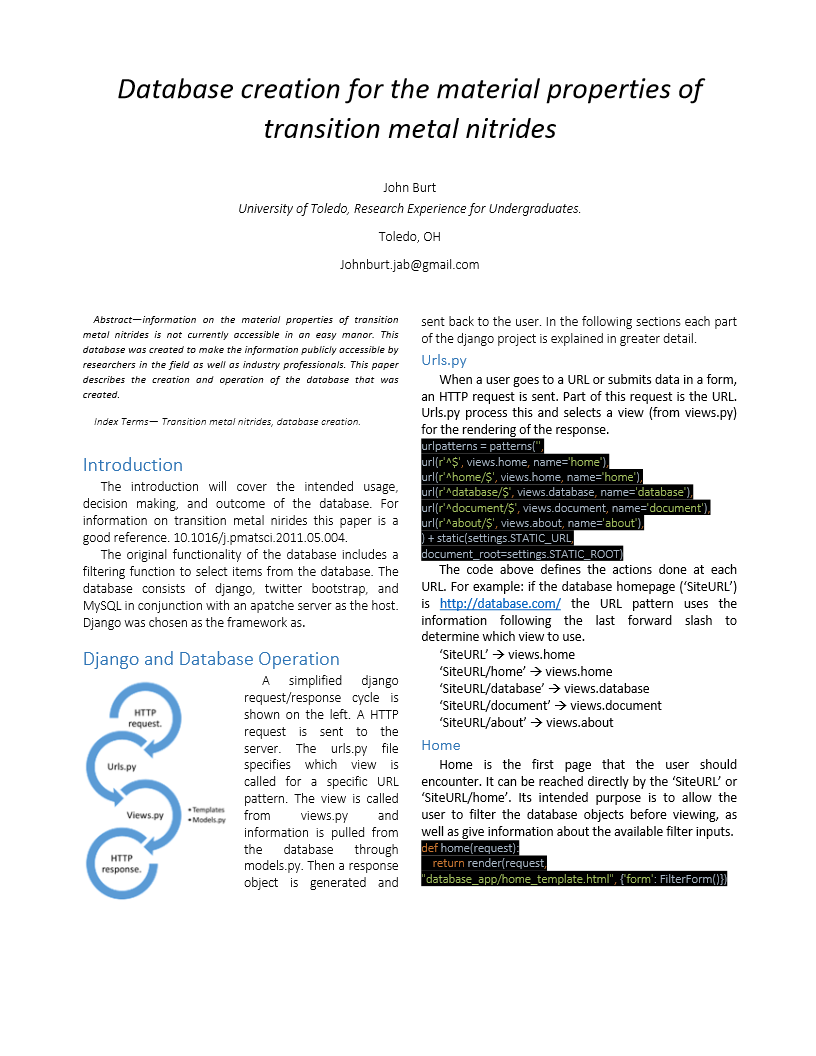 Database creation for the material properties of
transition metal nitrides
John Burt
University of Toledo, Research Experience for Undergraduates.
Toledo, OH
Johnburt.jab@gmail.com
Abstract—information on the material properties of transition
metal nitrides is not currently accessible in an easy manor. This
database was created to make the information publicly accessible by
researchers in the field as well as industry professionals. This paper
describes the creation and operation of the database that was
created.
Index Terms— Transition metal nitrides, database creation.
Introduction
The introduction will cover the intended usage,
decision making, and outcome of the database. For
information on transition metal nirides this paper is a
good reference. 10.1016/j.pmatsci.2011.05.004.
The original functionality of the database includes a
filtering function to select items from the database. The
database consists of django, twitter bootstrap, and
MySQL in conjunction with an apatche server as the host.
Django was chosen as the framework as.
Django and Database Operation
HTTP
request.
Urls.py
Views.py
• Templates
• Models.py
HTTP
response.
A simplified django
request/response cycle is
shown on the left. A HTTP
request is sent to the
server. The urls.py file
specifies which view is
called for a specific URL
pattern. The view is called
from views.py and
information is pulled from
the database through
models.py. Then a response
object is generated and
sent back to the user. In the following sections each part
of the django project is explained in greater detail.
Urls.py
When a user goes to a URL or submits data in a form,
an HTTP request is sent. Part of this request is the URL.
Urls.py process this and selects a view (from views.py)
for the rendering of the response.
urlpatterns = patterns('',
url(r'^$', views.home, name='home'),
url(r'^home/$', views.home, name='home'),
url(r'^database/$', views.database, name='database'),
url(r'^document/$', views.document, name='document'),
url(r'^about/$', views.about, name='about'),
) + static(settings.STATIC_URL,
document_root=settings.STATIC_ROOT)
The code above defines the actions done at each
URL. For example: if the database homepage (‘SiteURL’)
is http://database.com/ the URL pattern uses the
information following the last forward slash to
determine which view to use.
‘SiteURL’ → views.home
‘SiteURL/home’ → views.home
‘SiteURL/database’ → views.database
‘SiteURL/document’ → views.document
‘SiteURL/about’ → views.about
Home
Home is the first page that the user should
encounter. It can be reached directly by the ‘SiteURL’ or
‘SiteURL/home’. Its intended purpose is to allow the
user to filter the database objects before viewing, as
well as give information about the available filter inputs.
def home(request):
return render(request,
"database_app/home_template.html", {'form': FilterForm()})